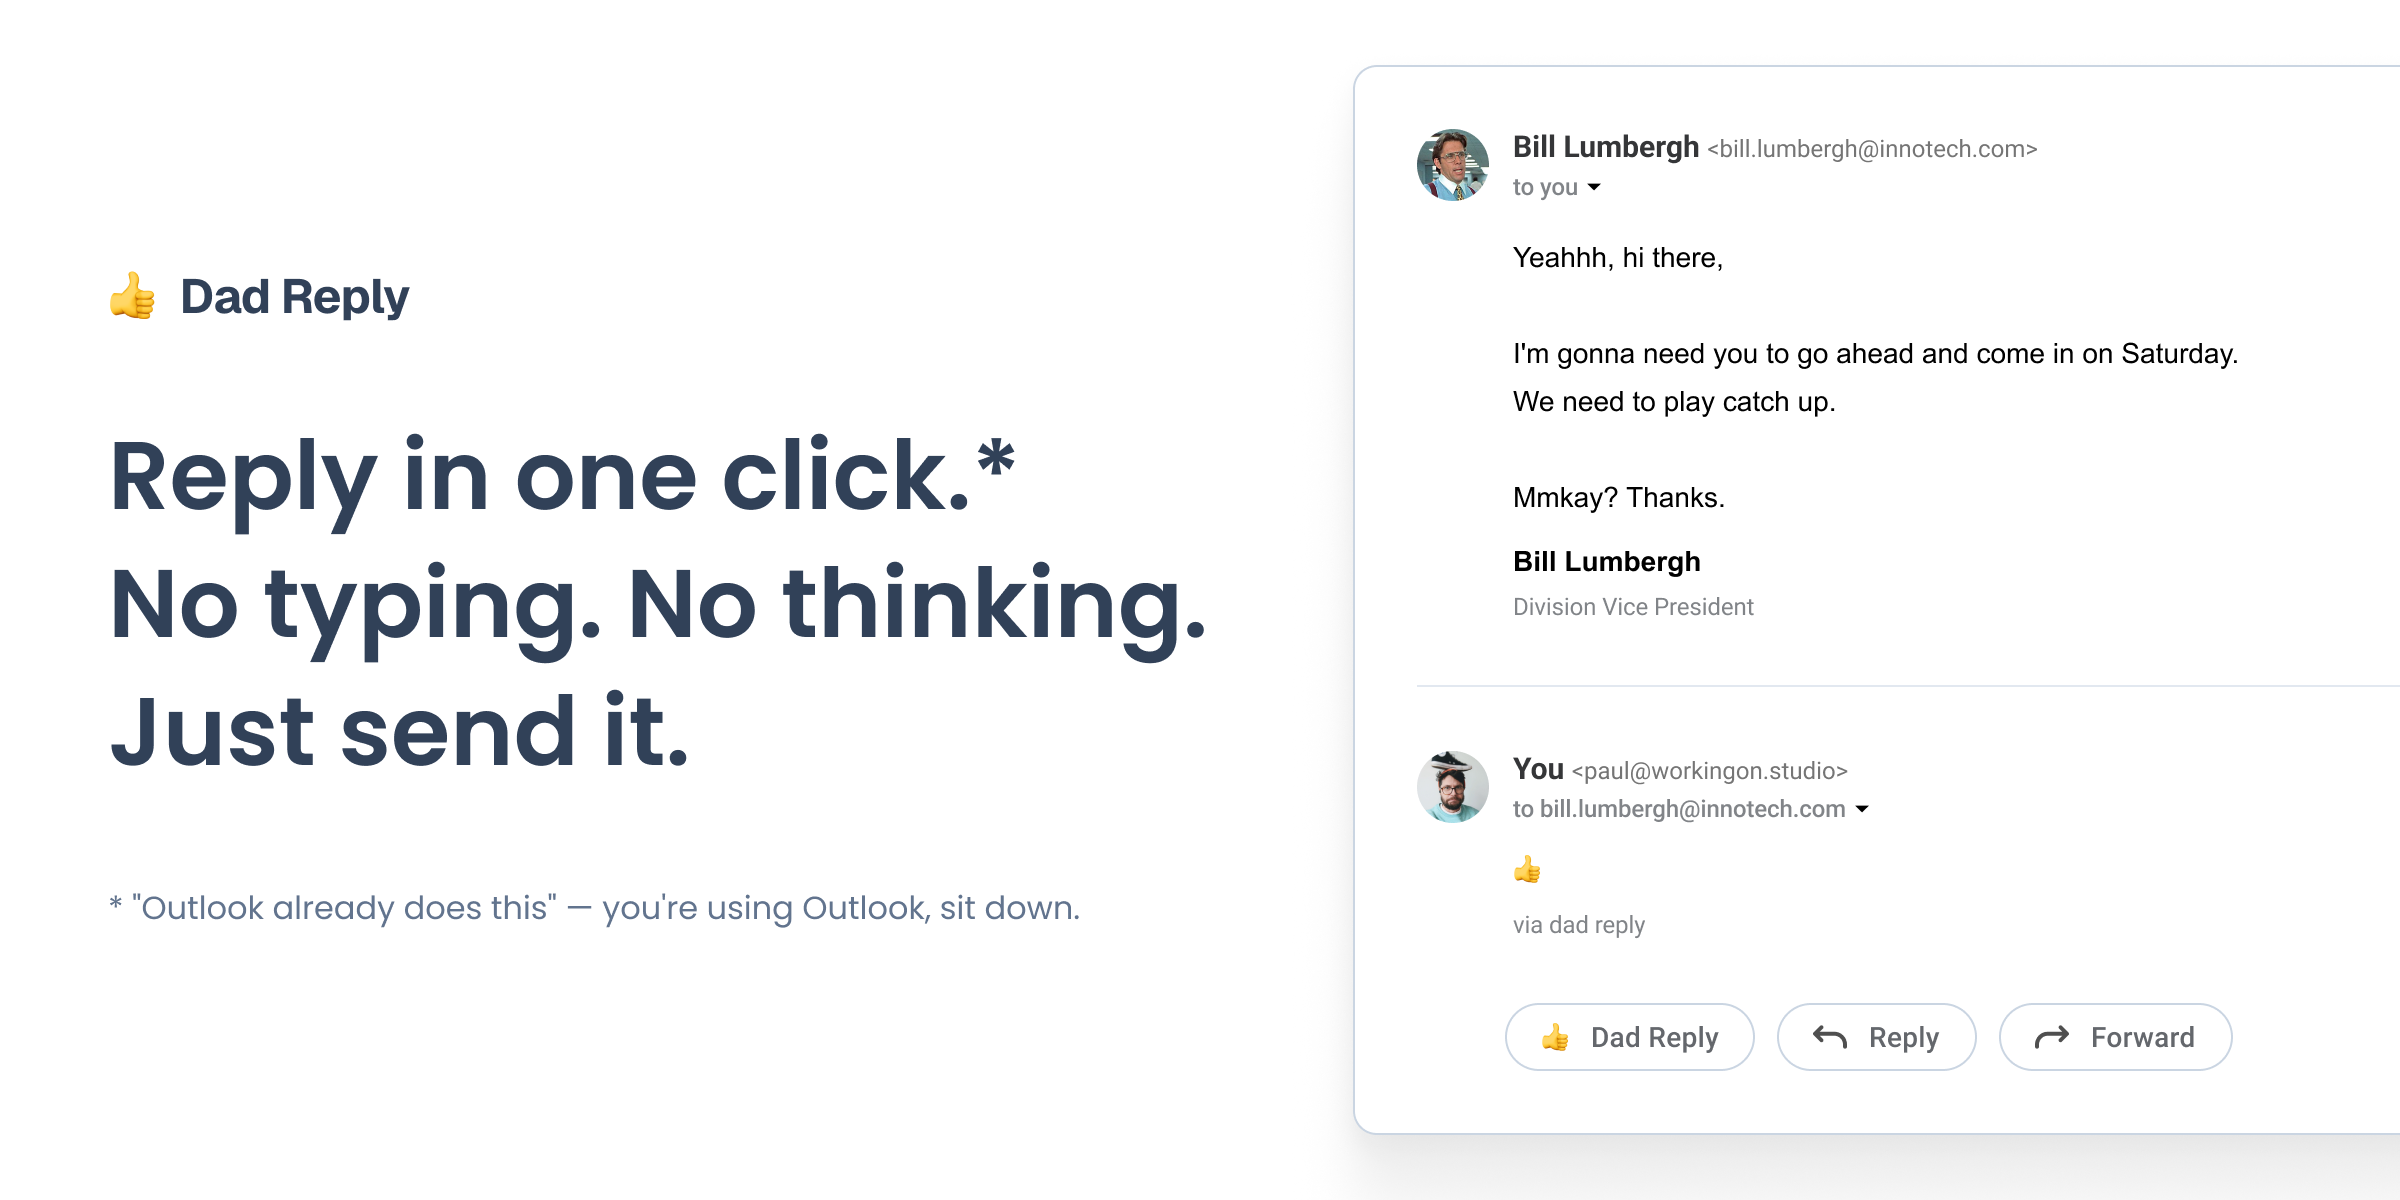 👍 Dad Reply
Reply in one click.*
No typing. No thinking.
Just send it.
* "Outlook already does this" — you're using Outlook, sit down.
Bill Lumbergh <bill.lumbergh@innotech.com>
to you
Yeahhh, hi there,
I'm gonna need you to go ahead and come in on Saturday.
We need to play catch up.
Mmkay? Thanks.
Bill Lumbergh
Division Vice President
You <paul@workingon.studio>
to bill.lumbergh@innotech.com
👍
via dad reply
👍 Dad Reply Reply Forward